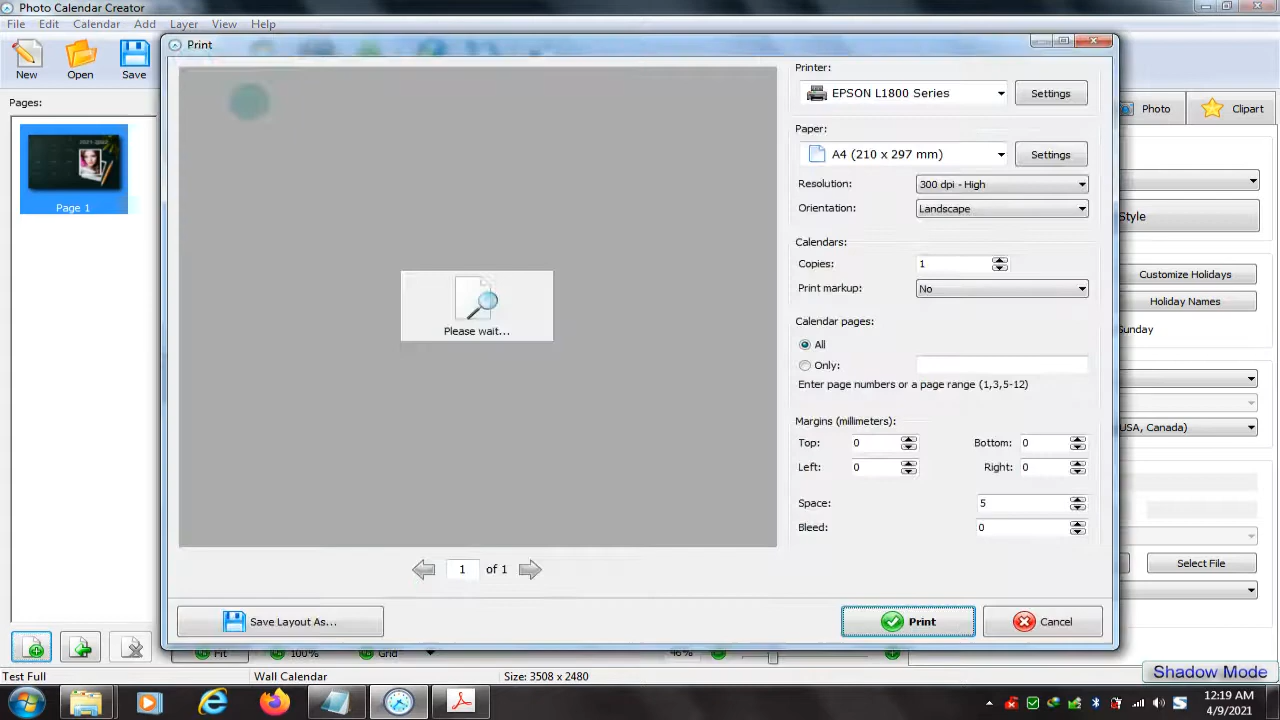 Photo Calendar Creator
File Edit Calendar Add Layer View Help
Print
New Open Save
Pages:
Page 1
Please wait...
1 of 1
Save Layout As...
Printer:
EPSON L1800 Series Settings
Paper:
A4 (210 x 297 mm) Settings
Resolution: 300 dpi - High
Orientation: Landscape
Calendars:
Copies: 1
Print markup: No
Calendar pages:
All
Only:
Enter page numbers or a page range (1,3,5-12)
Margins (millimeters):
Top: 0 Bottom: 0
Left: 0 Right: 0
Space: 5
Bleed: 0
Print Cancel
Photo Clipart
Style
Customize Holidays
Holiday Names
Sunday
USA, Canada)
Select File
Fit 100% Grid 46%
Test Full Wall Calendar Size: 3508 x 2480
Shadow Mode
12:19 AM
4/9/2021